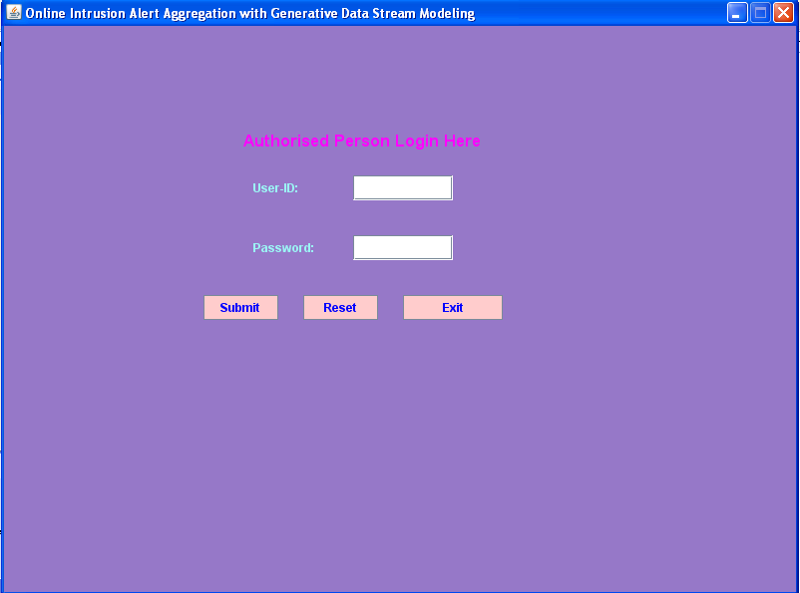 Online Intrusion Alert Aggregation with Generative Data Stream Modeling
Authorised Person Login Here
User-ID:
Password:
Submit Reset Exit